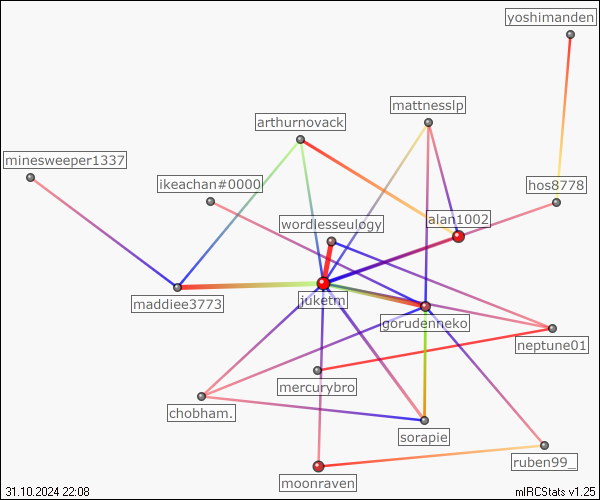 yoshimanden
mattnesslp
arthurnovack
minesweeper1337
ikeachan#0000
hos8778
alan1002
wordlesseulogy
maddiee3773
juketm
gorudenneko
neptune01
mercurybro
chobham.
sorapie
ruben99_
moonraven
31.10.2024 22:08
mIRCStats v1.25